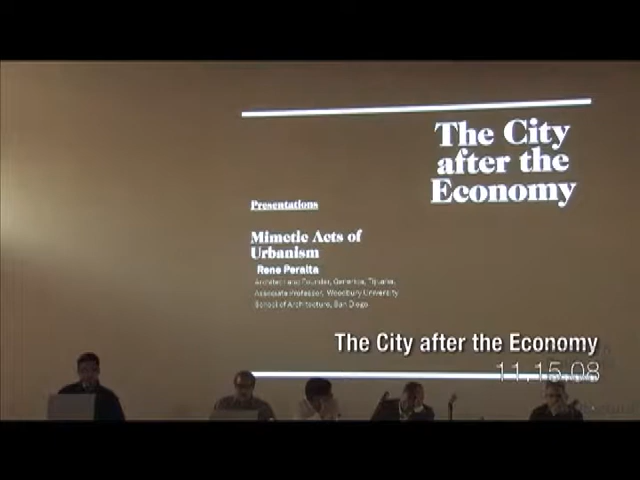 The City
after the
Economy
Presentations
Mimetic Acts of
Urbanism
Rene Peralta
Architect and Founder, Generica, Tijuana,
Associate Professor, Woodbury University
School of Architecture, San Diego
The City after the Economy
11.15.08